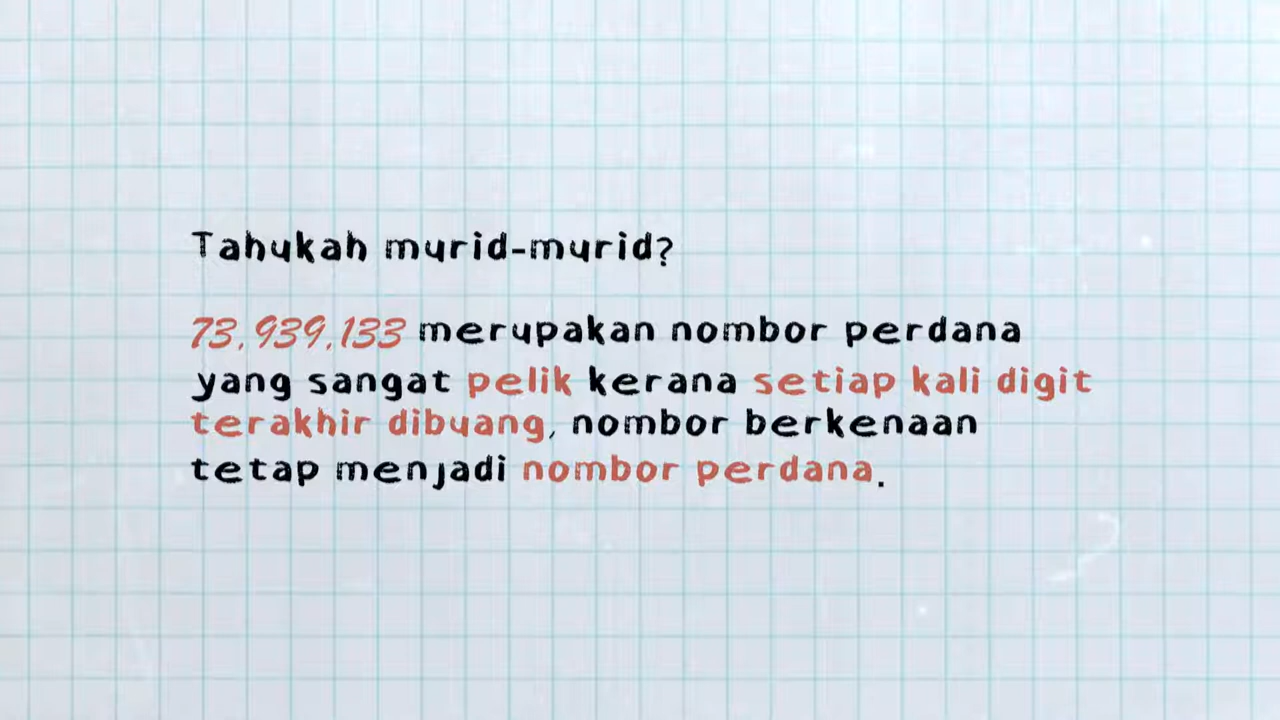 Tahukah murid-murid?
73,939,133 merupakan nombor perdana
yang sangat pelik kerana setiap kali digit
terakhir dibuang, nombor berkenaan
tetap menjadi nombor perdana.